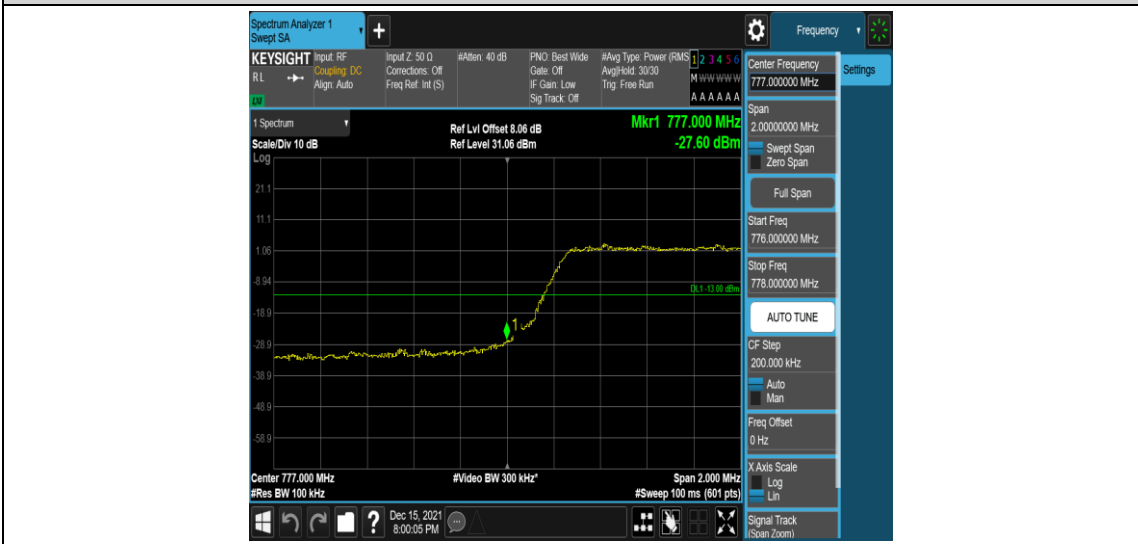 Spectrum Analyzer 1
Swept SA
+
Frequency
KEYSIGHT
RL
LXI
Input: RF
Coupling: DC
Align: Auto
Input Z: 50 Ω
Corrections: Off
Freq Ref: Int (S)
#Atten: 40 dB
PNO: Best Wide
Gate: Off
IF Gain: Low
Sig Track: Off
#Avg Type: Power (RMS
Avg|Hold: 30/30
Trig: Free Run
1 2 3 4 5 6
M W W W W W
A A A A A A
1 Spectrum
Scale/Div 10 dB
Ref Lvl Offset 8.06 dB
Ref Level 31.06 dBm
Mkr1 777.000 MHz
-27.60 dBm
Log
21.1
11.1
1.06
-8.94
DL1 -13.00 dBm
-18.9
1
-28.9
-38.9
-48.9
-58.9
Center 777.000 MHz
#Res BW 100 kHz
#Video BW 300 kHz*
Span 2.000 MHz
#Sweep 100 ms (601 pts)
?
Dec 15, 2021
8:00:05 PM
Center Frequency
777.000000 MHz
Settings
Span
2.00000000 MHz
Swept Span
Zero Span
Full Span
Start Freq
776.000000 MHz
Stop Freq
778.000000 MHz
AUTO TUNE
CF Step
200.000 kHz
Auto
Man
Freq Offset
0 Hz
X Axis Scale
Log
Lin
Signal Track
(Span Zoom)